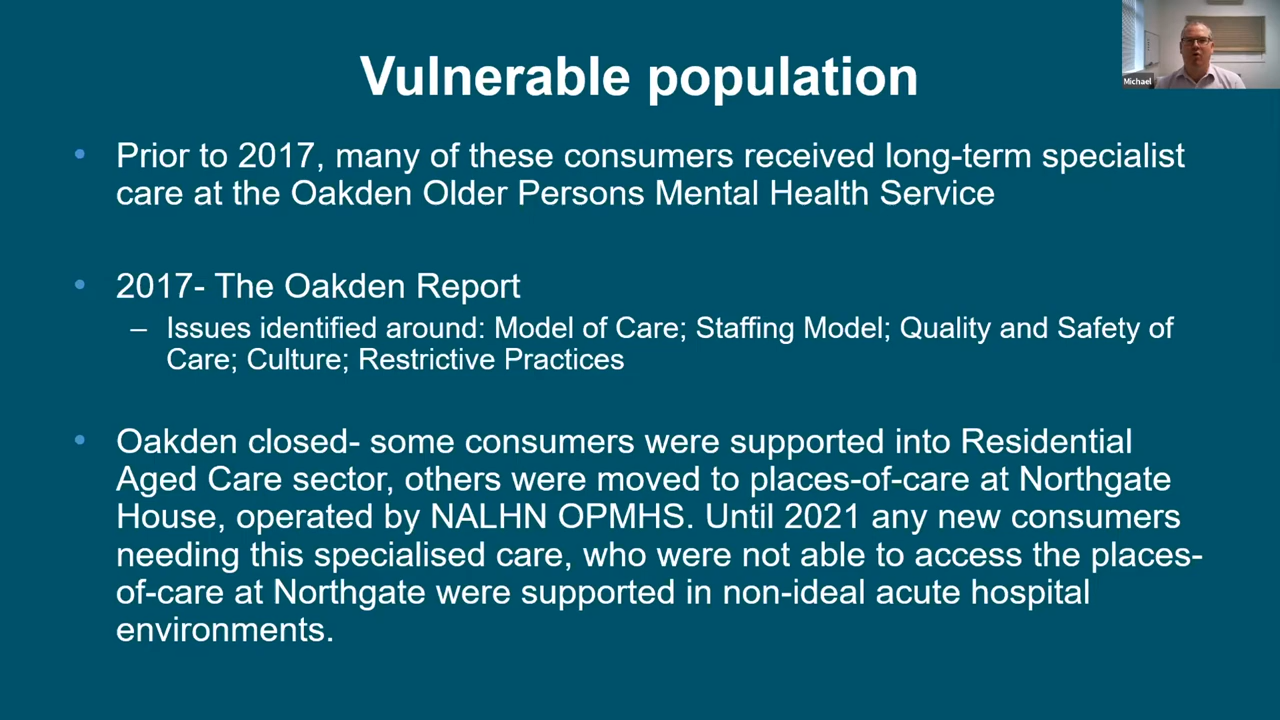 Vulnerable population
Michael
• Prior to 2017, many of these consumers received long-term specialist
care at the Oakden Older Persons Mental Health Service
• 2017- The Oakden Report
– Issues identified around: Model of Care; Staffing Model; Quality and Safety of
Care; Culture; Restrictive Practices
• Oakden closed- some consumers were supported into Residential
Aged Care sector, others were moved to places-of-care at Northgate
House, operated by NALHN OPMHS. Until 2021 any new consumers
needing this specialised care, who were not able to access the places-
of-care at Northgate were supported in non-ideal acute hospital
environments.